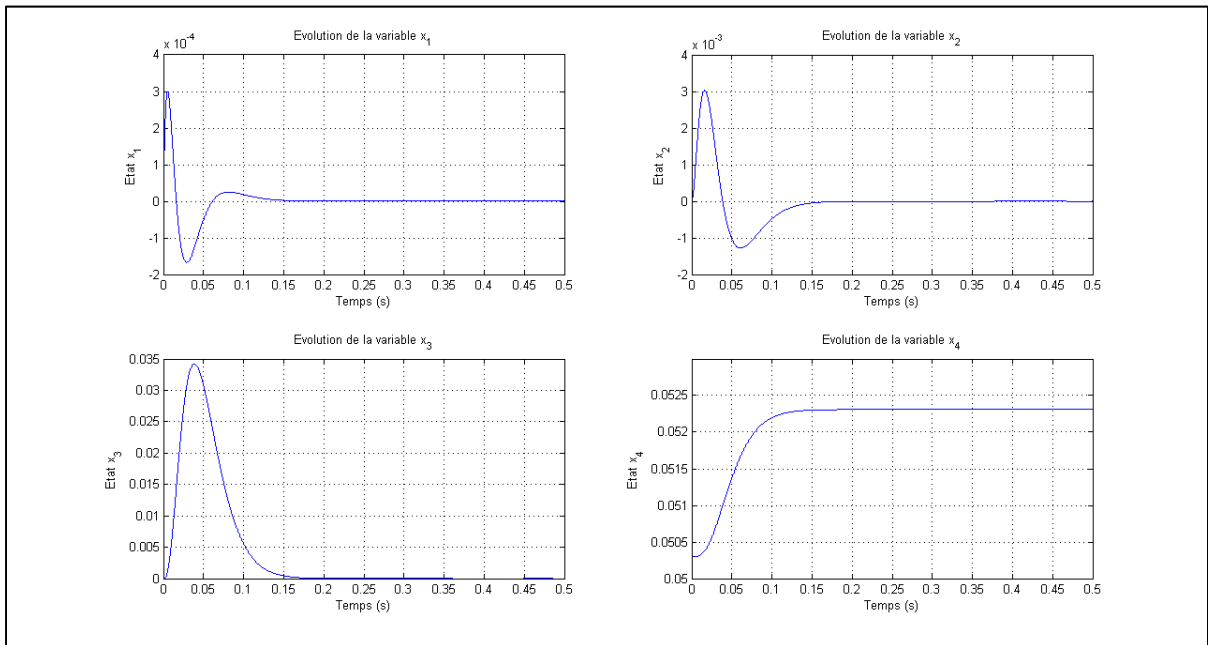 Evolution de la variable x1
x 10-4
4
3
2
1
0
-1
-2
Etat x1
0 0.05 0.1 0.15 0.2 0.25 0.3 0.35 0.4 0.45 0.5
Temps (s)
Evolution de la variable x2
x 10-3
4
3
2
1
0
-1
-2
Etat x2
0 0.05 0.1 0.15 0.2 0.25 0.3 0.35 0.4 0.45 0.5
Temps (s)
Evolution de la variable x3
0.035
0.03
0.025
0.02
0.015
0.01
0.005
0
Etat x3
0 0.05 0.1 0.15 0.2 0.25 0.3 0.35 0.4 0.45 0.5
Temps (s)
Evolution de la variable x4
0.0525
0.052
0.0515
0.051
0.0505
0.05
Etat x4
0 0.05 0.1 0.15 0.2 0.25 0.3 0.35 0.4 0.45 0.5
Temps (s)